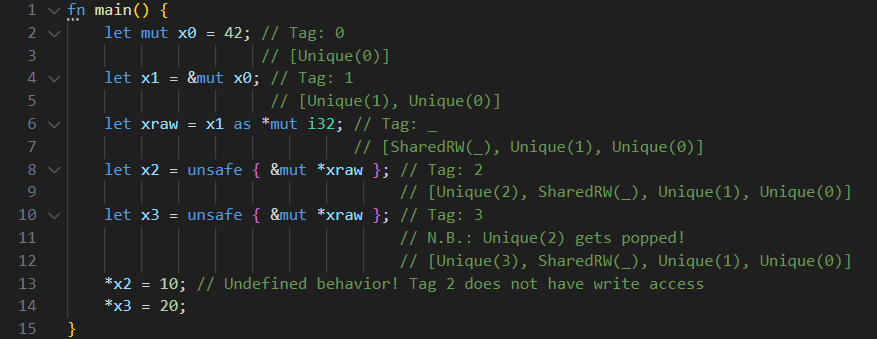 1 fn main() {
2 let mut x0 = 42; // Tag: 0
3 // [Unique(0)]
4 let x1 = &mut x0; // Tag: 1
5 // [Unique(1), Unique(0)]
6 let xraw = x1 as *mut i32; // Tag: _
7 // [SharedRW(_), Unique(1), Unique(0)]
8 let x2 = unsafe { &mut *xraw }; // Tag: 2
9 // [Unique(2), SharedRW(_), Unique(1), Unique(0)]
10 let x3 = unsafe { &mut *xraw }; // Tag: 3
11 // N.B.: Unique(2) gets popped!
12 // [Unique(3), SharedRW(_), Unique(1), Unique(0)]
13 *x2 = 10; // Undefined behavior! Tag 2 does not have write access
14 *x3 = 20;
15 }